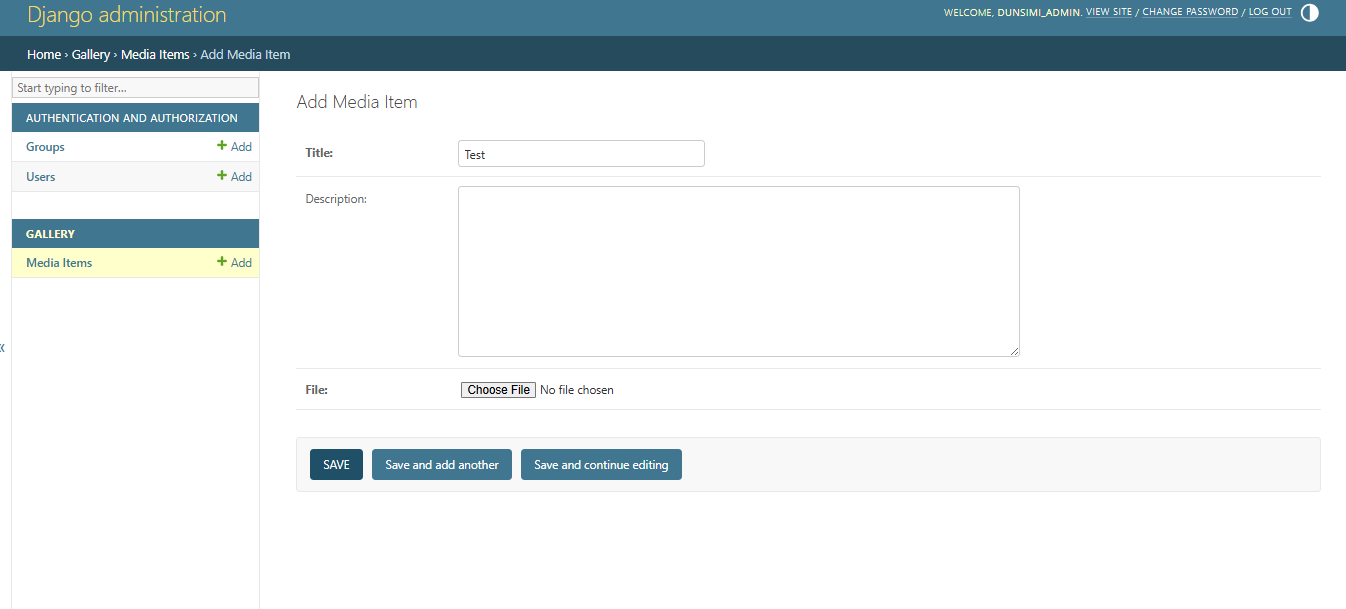 Django administration
WELCOME, DUNSIMI_ADMIN. VIEW SITE / CHANGE PASSWORD / LOG OUT
Home › Gallery › Media Items › Add Media Item
Start typing to filter...
AUTHENTICATION AND AUTHORIZATION
Groups + Add
Users + Add
GALLERY
Media Items + Add
«
Add Media Item
Title: Test
Description:
File: Choose File No file chosen
SAVE Save and add another Save and continue editing